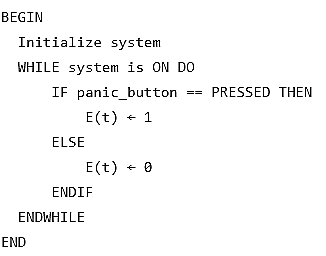 BEGIN
  Initialize system
  WHILE system is ON DO
      IF panic_button == PRESSED THEN
          E(t) ← 1
      ELSE
          E(t) ← 0
      ENDIF
  ENDWHILE
END